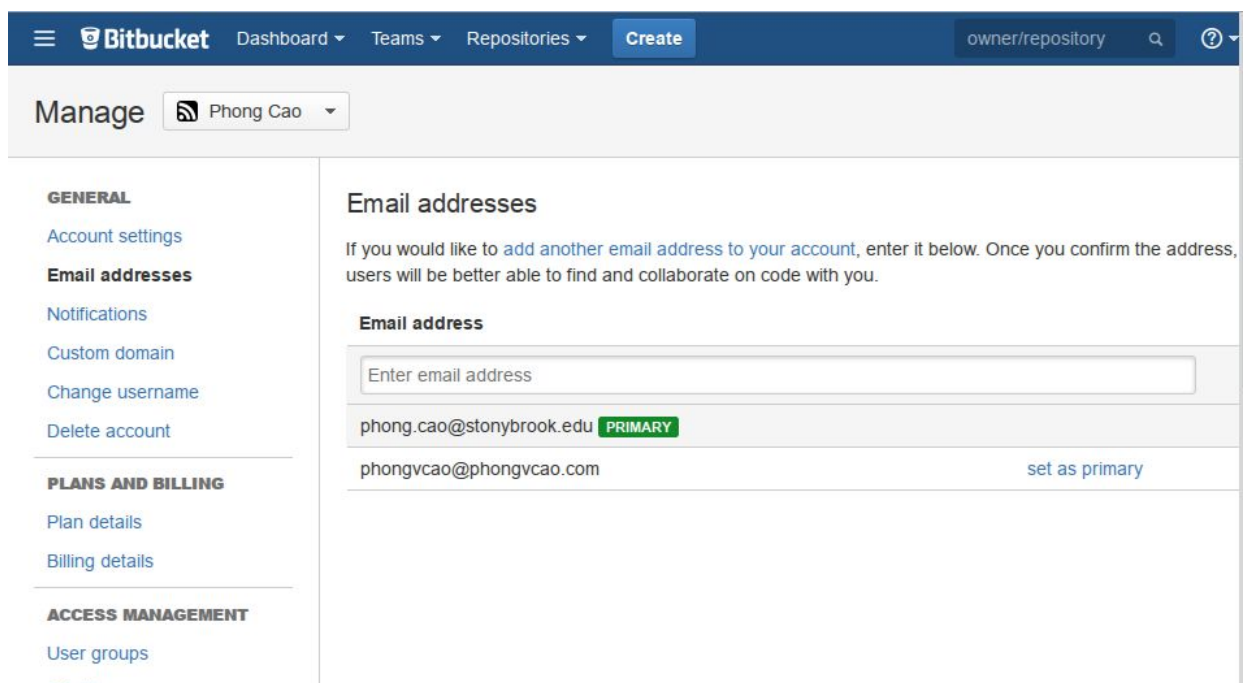 Bitbucket Dashboard Teams Repositories Create owner/repository
Manage Phong Cao
GENERAL
Account settings
Email addresses
Notifications
Custom domain
Change username
Delete account
PLANS AND BILLING
Plan details
Billing details
ACCESS MANAGEMENT
User groups
Email addresses
If you would like to add another email address to your account, enter it below. Once you confirm the address,
users will be better able to find and collaborate on code with you.
Email address
Enter email address
phong.cao@stonybrook.edu PRIMARY
phongvcao@phongvcao.com set as primary